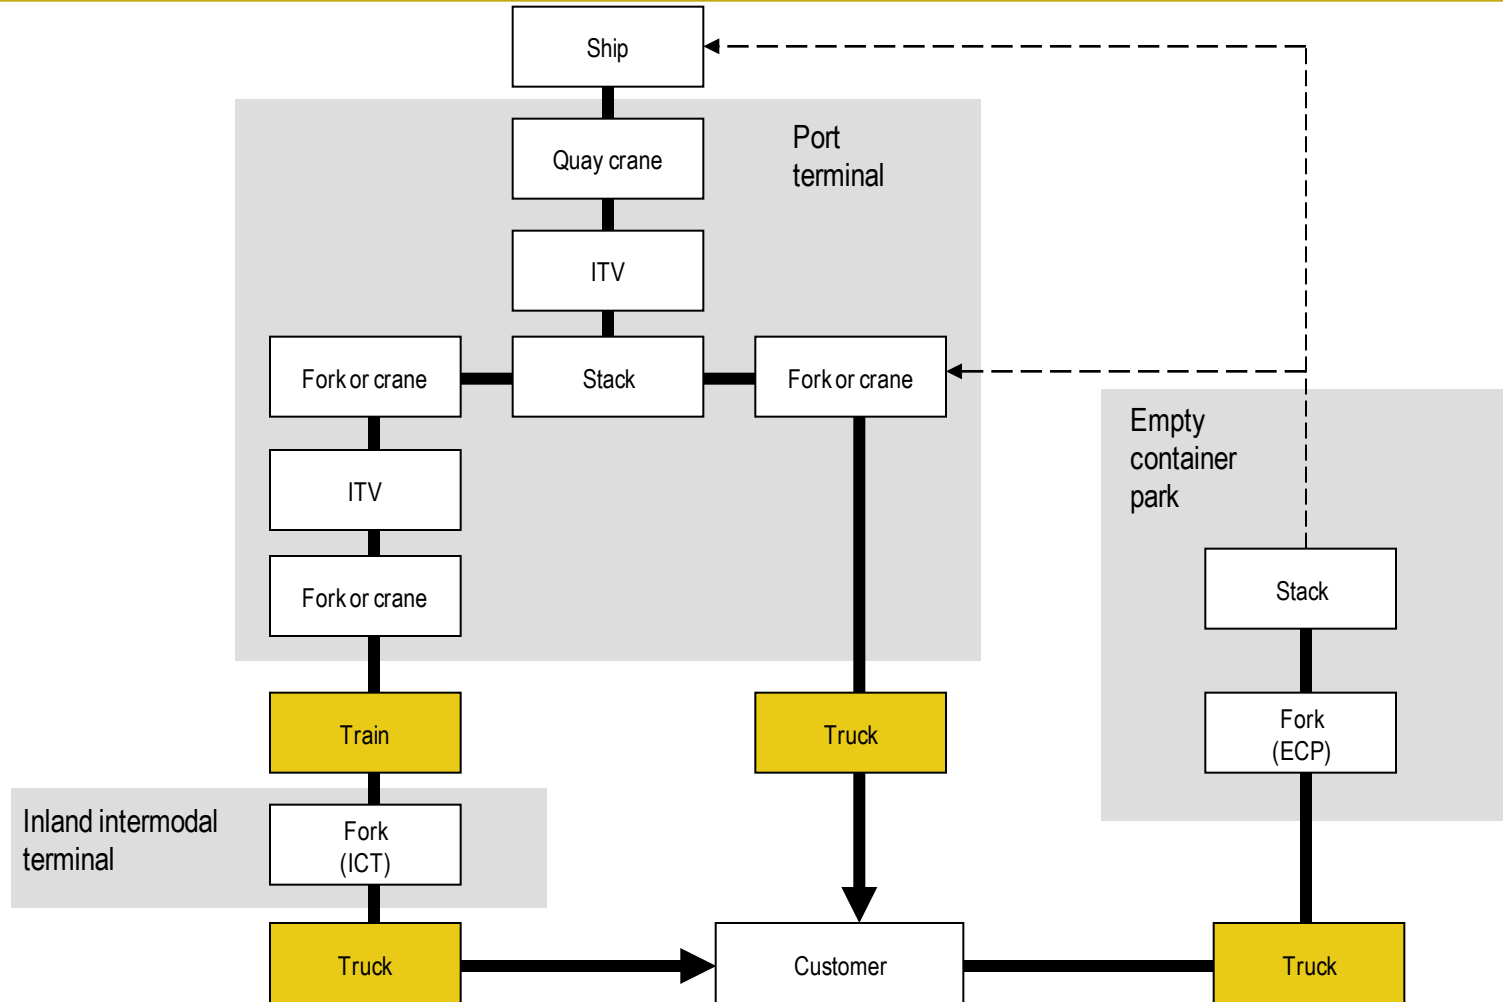 Ship
Port
terminal
Quay crane
ITV
Fork or crane
Stack
Fork or crane
Empty
container
park
ITV
Fork or crane
Stack
Train
Truck
Fork
(ECP)
Inland intermodal
terminal
Fork
(ICT)
Truck
Customer
Truck